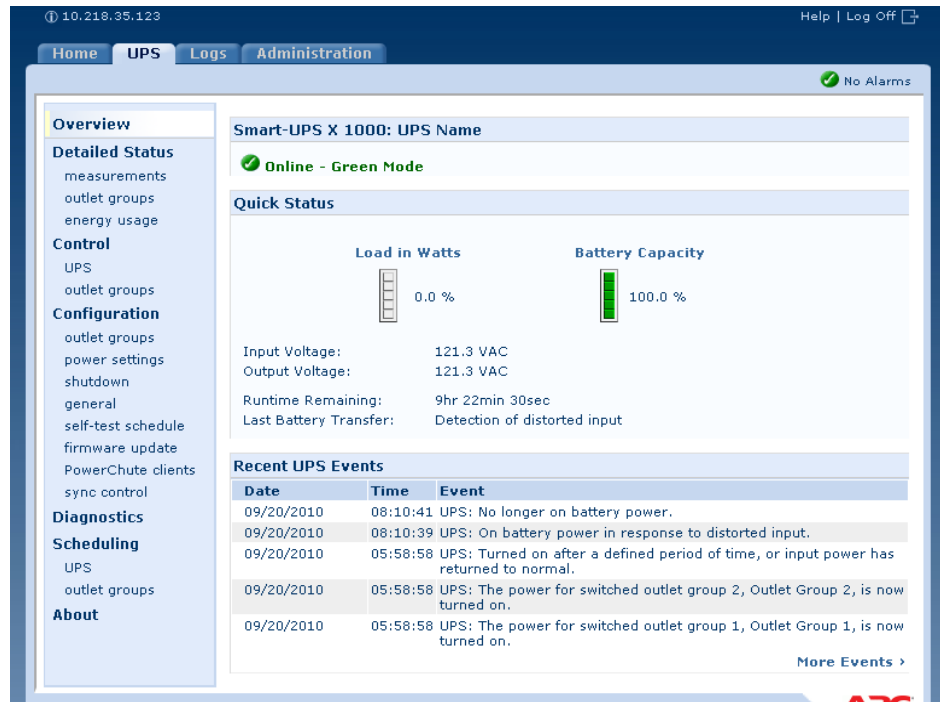 10.218.35.123
Help | Log Off
Home UPS Logs Administration
No Alarms
Overview
Detailed Status
measurements
outlet groups
energy usage
Control
UPS
outlet groups
Configuration
outlet groups
power settings
shutdown
general
self-test schedule
firmware update
PowerChute clients
sync control
Diagnostics
Scheduling
UPS
outlet groups
About
Smart-UPS X 1000: UPS Name
Online - Green Mode
Quick Status
Load in Watts Battery Capacity
0.0 % 100.0 %
Input Voltage: 121.3 VAC
Output Voltage: 121.3 VAC
Runtime Remaining: 9hr 22min 30sec
Last Battery Transfer: Detection of distorted input
Recent UPS Events
Date Time Event
09/20/2010 08:10:41 UPS: No longer on battery power.
09/20/2010 08:10:39 UPS: On battery power in response to distorted input.
09/20/2010 05:58:58 UPS: Turned on after a defined period of time, or input power has
returned to normal.
09/20/2010 05:58:58 UPS: The power for switched outlet group 2, Outlet Group 2, is now
turned on.
09/20/2010 05:58:58 UPS: The power for switched outlet group 1, Outlet Group 1, is now
turned on.
More Events ›